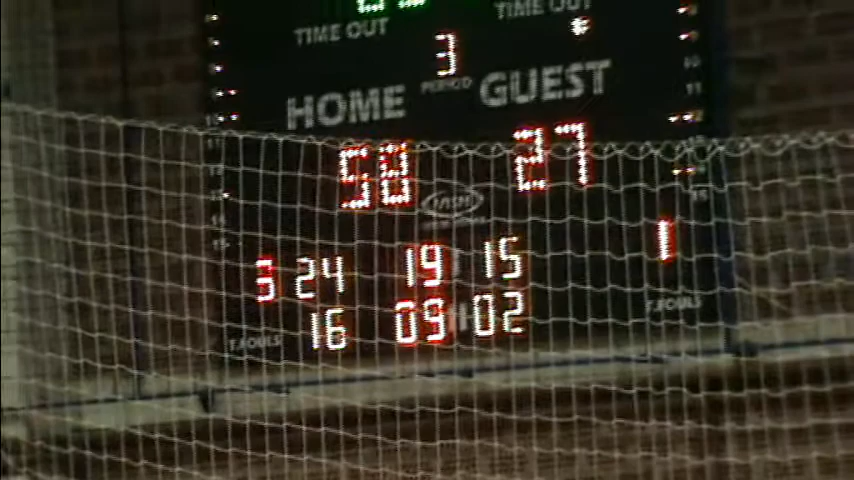 TIME OUT
TIME OUT
3
PERIOD
HOME
GUEST
58
27
3
24
19
15
1
16
09
02
T.FOULS
T.FOULS